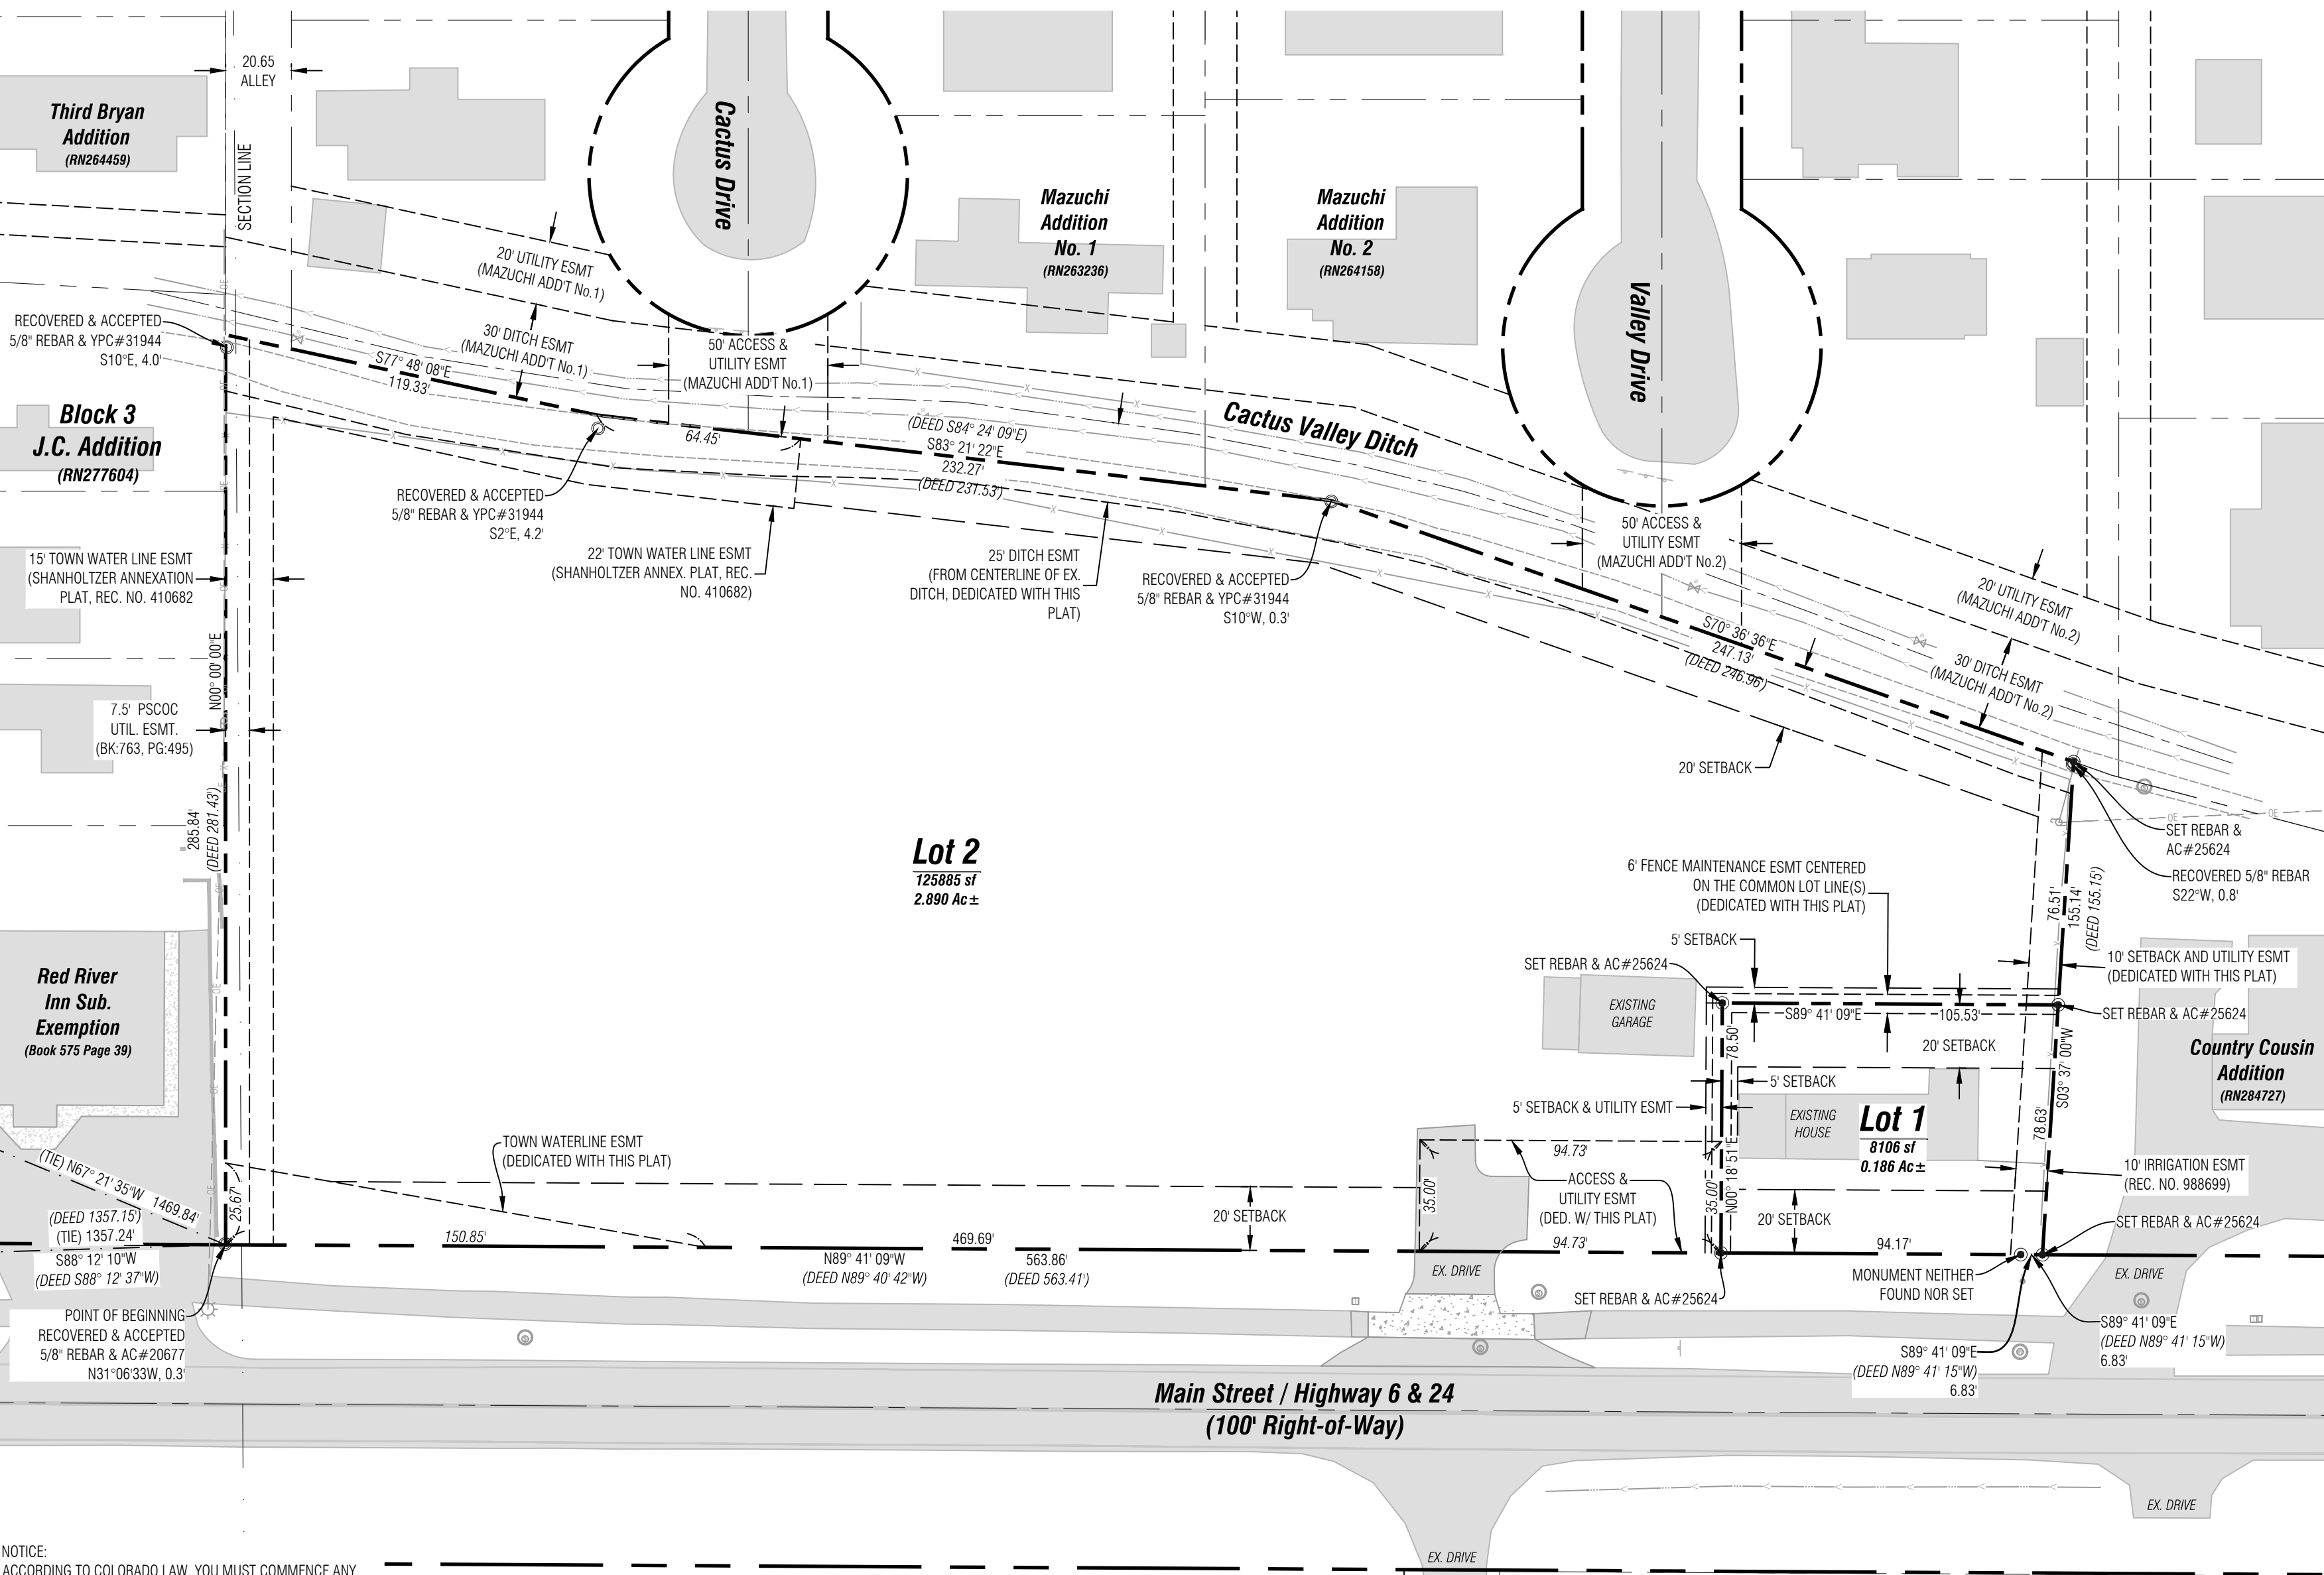 20.65
ALLEY
Third Bryan
Addition
(RN264459)
SECTION LINE
Cactus Drive
Mazuchi
Addition
No. 1
(RN263236)
Mazuchi
Addition
No. 2
(RN264158)
Valley Drive
20' UTILITY ESMT
(MAZUCHI ADD'T No.1)
30' DITCH ESMT
(MAZUCHI ADD'T No.1)
50' ACCESS &
UTILITY ESMT
(MAZUCHI ADD'T No.1)
RECOVERED & ACCEPTED
5/8" REBAR & YPC#31944
S10°E, 4.0'
S77° 48' 08"E
119.33'
64.45'
(DEED S84° 24' 09"E)
S83° 21' 22"E
232.27'
(DEED 231.53')
Cactus Valley Ditch
Block 3
J.C. Addition
(RN277604)
RECOVERED & ACCEPTED
5/8" REBAR & YPC#31944
S2°E, 4.2'
22' TOWN WATER LINE ESMT
(SHANHOLTZER ANNEX. PLAT, REC.
NO. 410682)
25' DITCH ESMT
(FROM CENTERLINE OF EX.
DITCH, DEDICATED WITH THIS
PLAT)
RECOVERED & ACCEPTED
5/8" REBAR & YPC#31944
S10°W, 0.3'
50' ACCESS &
UTILITY ESMT
(MAZUCHI ADD'T No.2)
20' UTILITY ESMT
(MAZUCHI ADD'T No.2)
30' DITCH ESMT
(MAZUCHI ADD'T No.2)
S70° 36' 36"E
247.13'
(DEED 246.96')
15' TOWN WATER LINE ESMT
(SHANHOLTZER ANNEXATION
PLAT, REC. NO. 410682
N00° 00' 00"E
7.5' PSCOC
UTIL. ESMT.
(BK:763, PG:495)
285.84'
(DEED 281.43')
20' SETBACK
SET REBAR &
AC#25624
RECOVERED 5/8" REBAR
S22°W, 0.8'
Lot 2
125885 sf
2.890 Ac±
6' FENCE MAINTENANCE ESMT CENTERED
ON THE COMMON LOT LINE(S)
(DEDICATED WITH THIS PLAT)
76.51'
155.14'
(DEED 155.15')
5' SETBACK
SET REBAR & AC#25624
10' SETBACK AND UTILITY ESMT
(DEDICATED WITH THIS PLAT)
EXISTING
GARAGE
S89° 41' 09"E
105.53'
SET REBAR & AC#25624
Red River
Inn Sub.
Exemption
(Book 575 Page 39)
78.50'
20' SETBACK
S03° 37' 00"W
Country Cousin
Addition
(RN284727)
5' SETBACK
5' SETBACK & UTILITY ESMT
EXISTING
HOUSE
Lot 1
8106 sf
0.186 Ac±
78.63'
TOWN WATERLINE ESMT
(DEDICATED WITH THIS PLAT)
94.73'
N00° 18' 51"E
35.00'
35.00'
ACCESS &
UTILITY ESMT
(DED. W/ THIS PLAT)
10' IRRIGATION ESMT
(REC. NO. 988699)
(TIE) N67° 21' 35"W 1469.84'
25.67'
(DEED 1357.15')
(TIE) 1357.24'
S88° 12' 10"W
(DEED S88° 12' 37"W)
20' SETBACK
20' SETBACK
SET REBAR & AC#25624
150.85'
469.69'
94.73'
94.17'
N89° 41' 09"W
(DEED N89° 40' 42"W)
563.86'
(DEED 563.41')
EX. DRIVE
MONUMENT NEITHER
FOUND NOR SET
EX. DRIVE
SET REBAR & AC#25624
POINT OF BEGINNING
RECOVERED & ACCEPTED
5/8" REBAR & AC#20677
N31°06'33W, 0.3'
S89° 41' 09"E
(DEED N89° 41' 15"W)
6.83'
S89° 41' 09"E
(DEED N89° 41' 15"W)
6.83'
Main Street / Highway 6 & 24
(100' Right-of-Way)
EX. DRIVE
EX. DRIVE
NOTICE:
ACCORDING TO COLORADO LAW, YOU MUST COMMENCE ANY